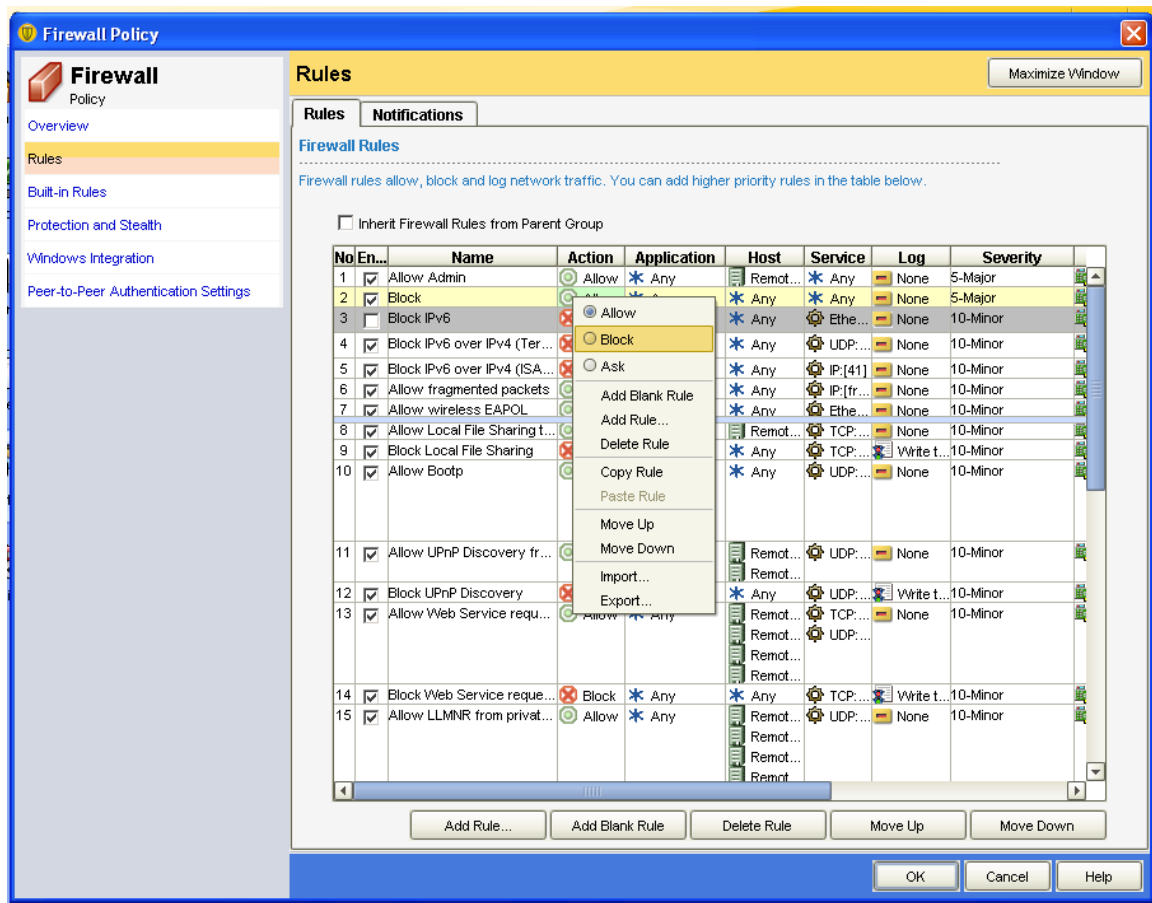 Firewall Policy
Firewall
Policy
Overview
Rules
Built-in Rules
Protection and Stealth
Windows Integration
Peer-to-Peer Authentication Settings
Rules
Maximize Window
Rules Notifications
Firewall Rules
Firewall rules allow, block and log network traffic. You can add higher priority rules in the table below.
Inherit Firewall Rules from Parent Group
No En... Name Action Application Host Service Log Severity
1 Allow Admin Allow Any Remot... Any None 5-Major
2 Block Any Any None 5-Major
3 Block IPv6 Any Ethe... None 10-Minor
4 Block IPv6 over IPv4 (Ter... Any UDP:... None 10-Minor
5 Block IPv6 over IPv4 (ISA... Any IP:[41] None 10-Minor
6 Allow fragmented packets Any IP:[fr... None 10-Minor
7 Allow wireless EAPOL Any Ethe... None 10-Minor
8 Allow Local File Sharing t... Remot... TCP:... None 10-Minor
9 Block Local File Sharing Any TCP:... Write t... 10-Minor
10 Allow Bootp Any UDP:... None 10-Minor
11 Allow UPnP Discovery fr... Remot... UDP:... None 10-Minor
Remot...
12 Block UPnP Discovery Any UDP:... Write t... 10-Minor
13 Allow Web Service requ... Allow Any Remot... TCP:... None 10-Minor
Remot... UDP:...
Remot...
Remot...
14 Block Web Service reque... Block Any Any TCP:... Write t... 10-Minor
15 Allow LLMNR from privat... Allow Any Remot... UDP:... None 10-Minor
Remot...
Remot...
Remot
Allow
Block
Ask
Add Blank Rule
Add Rule...
Delete Rule
Copy Rule
Paste Rule
Move Up
Move Down
Import...
Export...
Add Rule... Add Blank Rule Delete Rule Move Up Move Down
OK Cancel Help